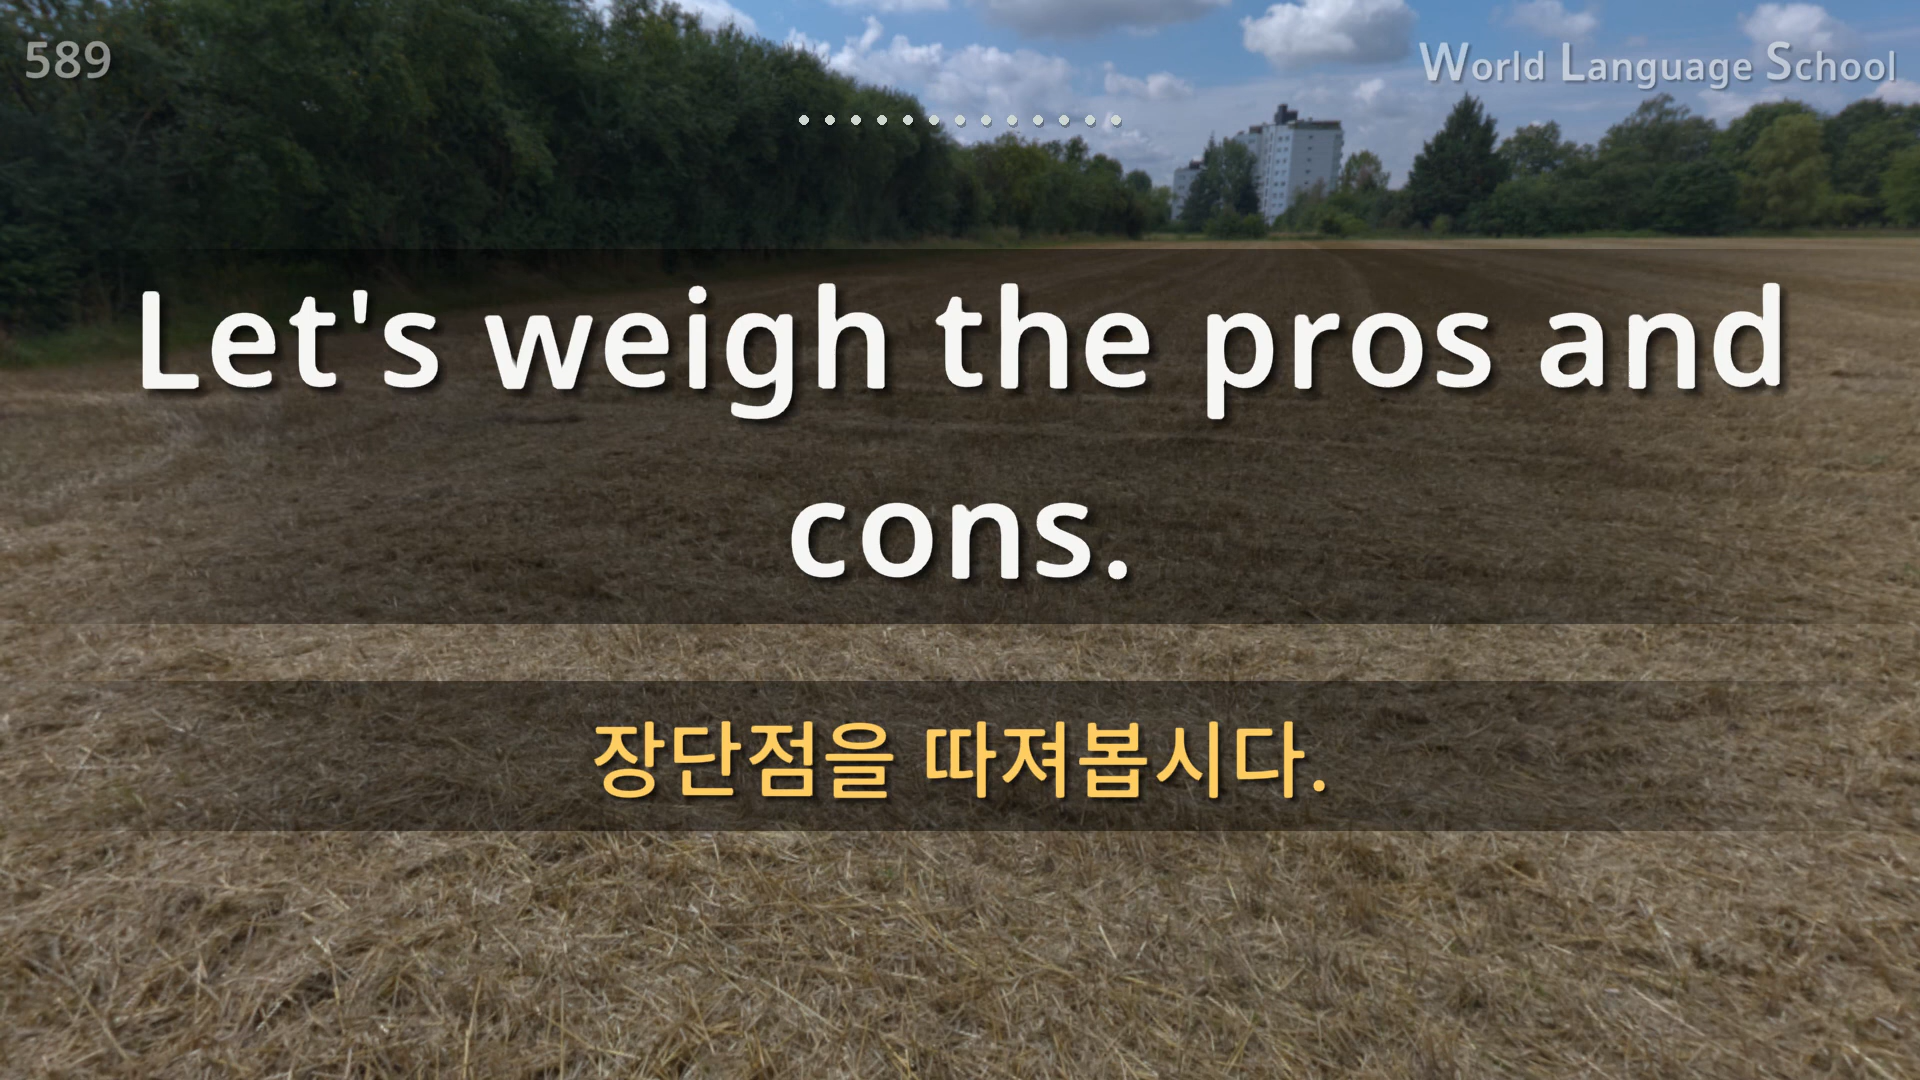 589
World Language School
Let's weigh the pros and
cons.
장단점을 따져봅시다.